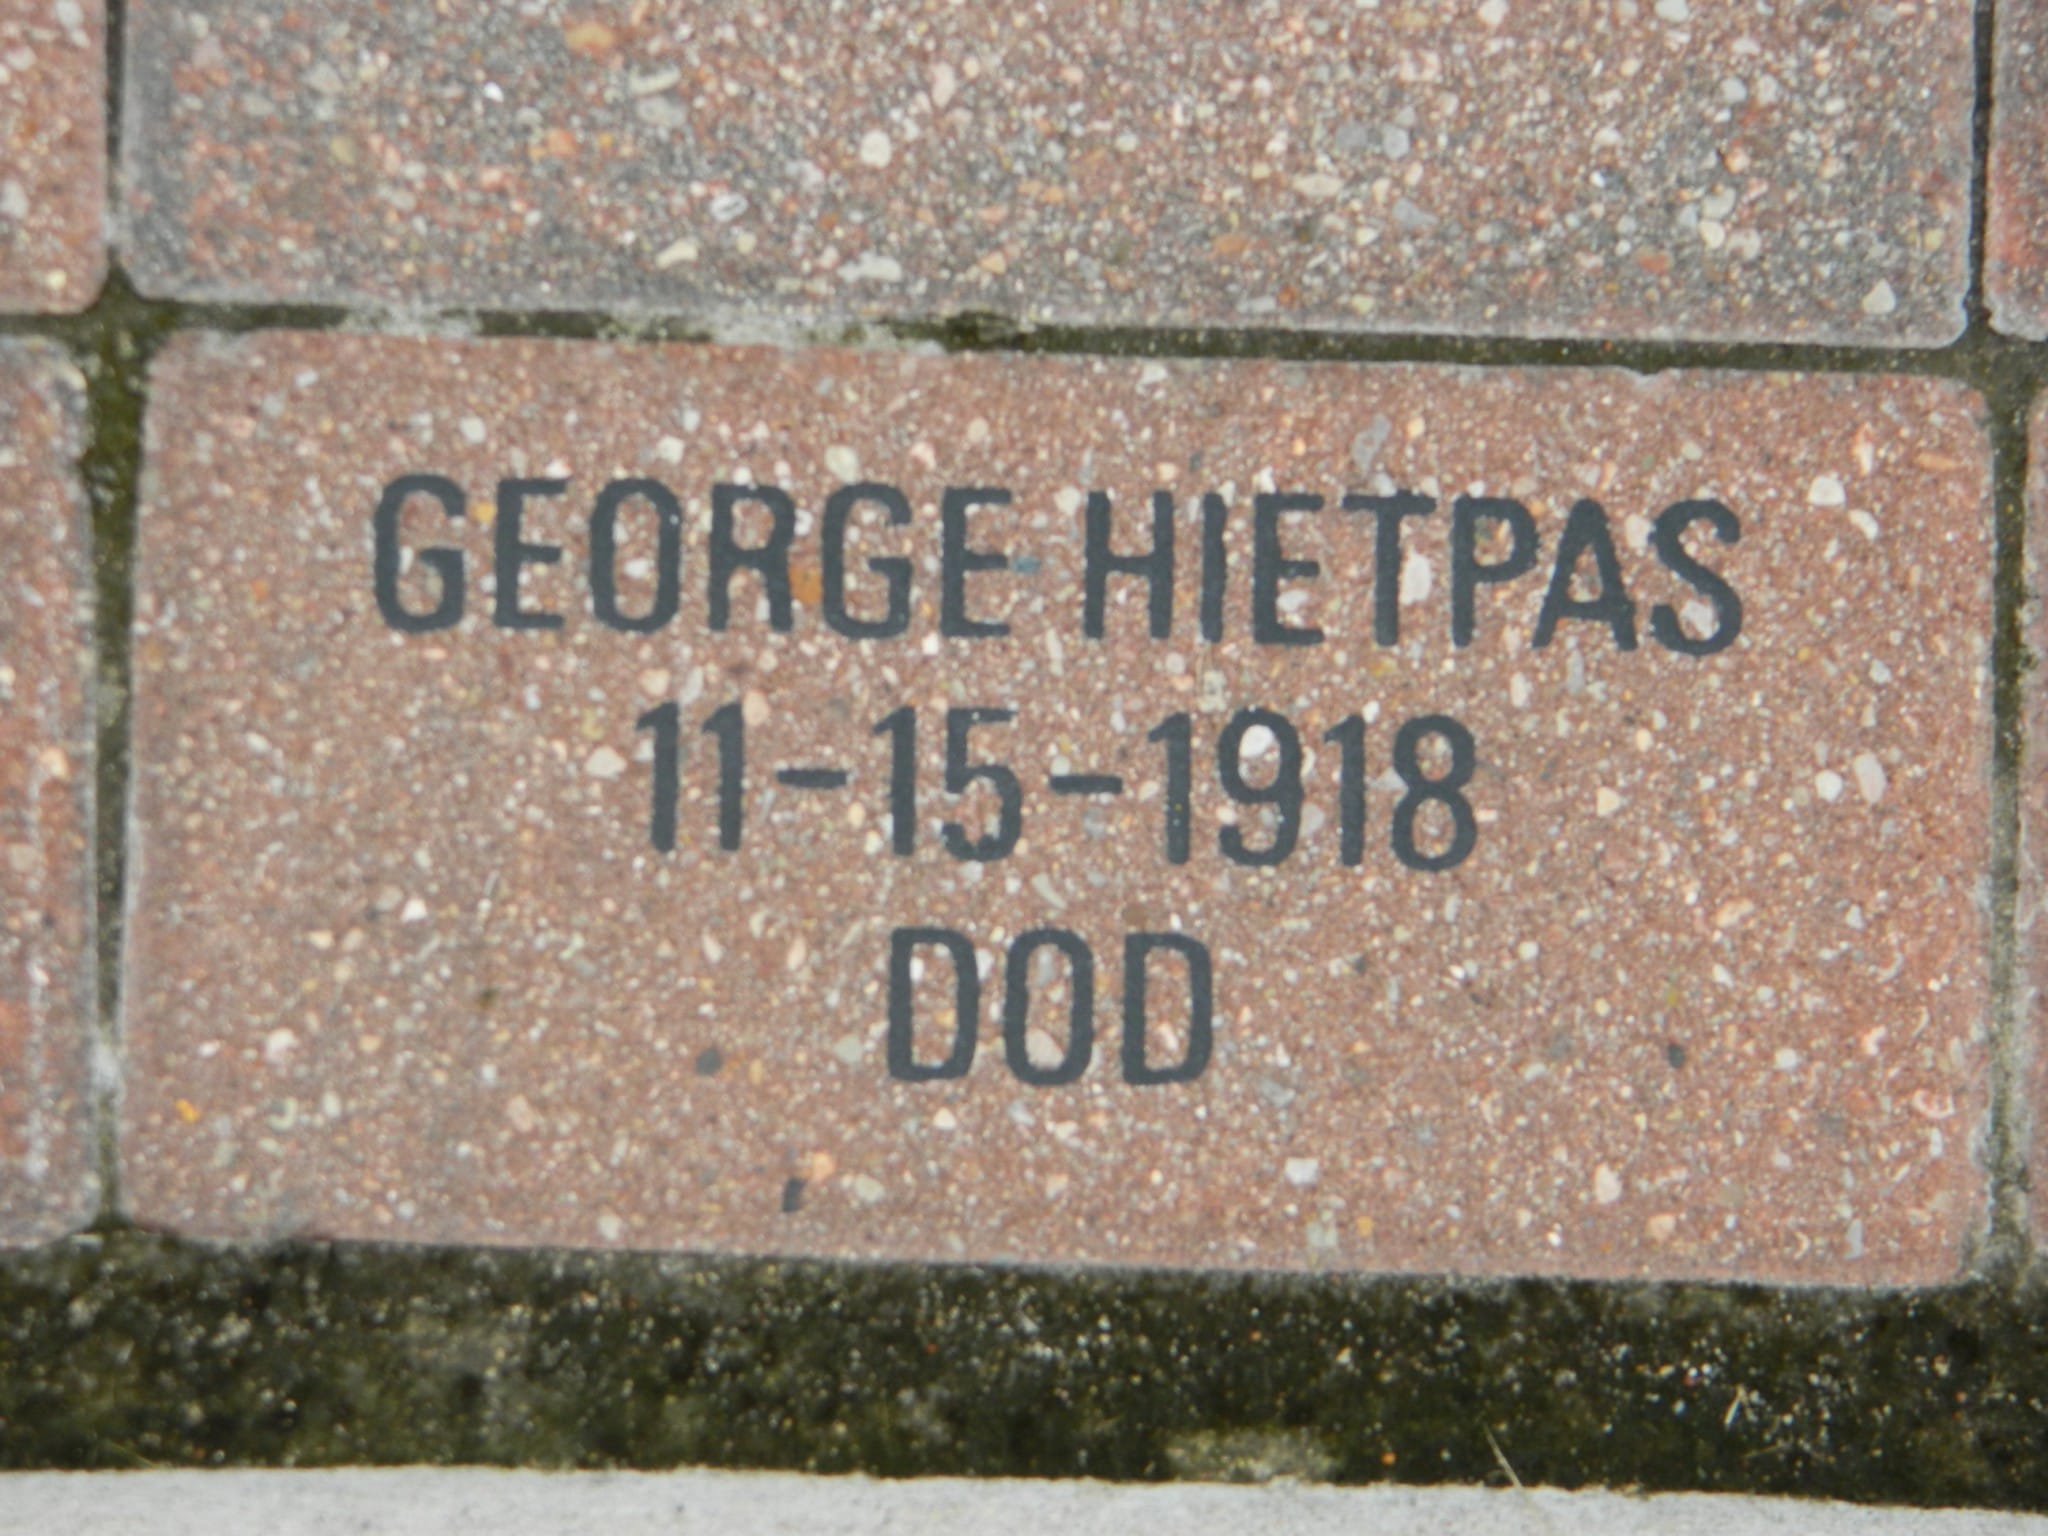 GEORGE HIETPAS
11-15-1918
DOD